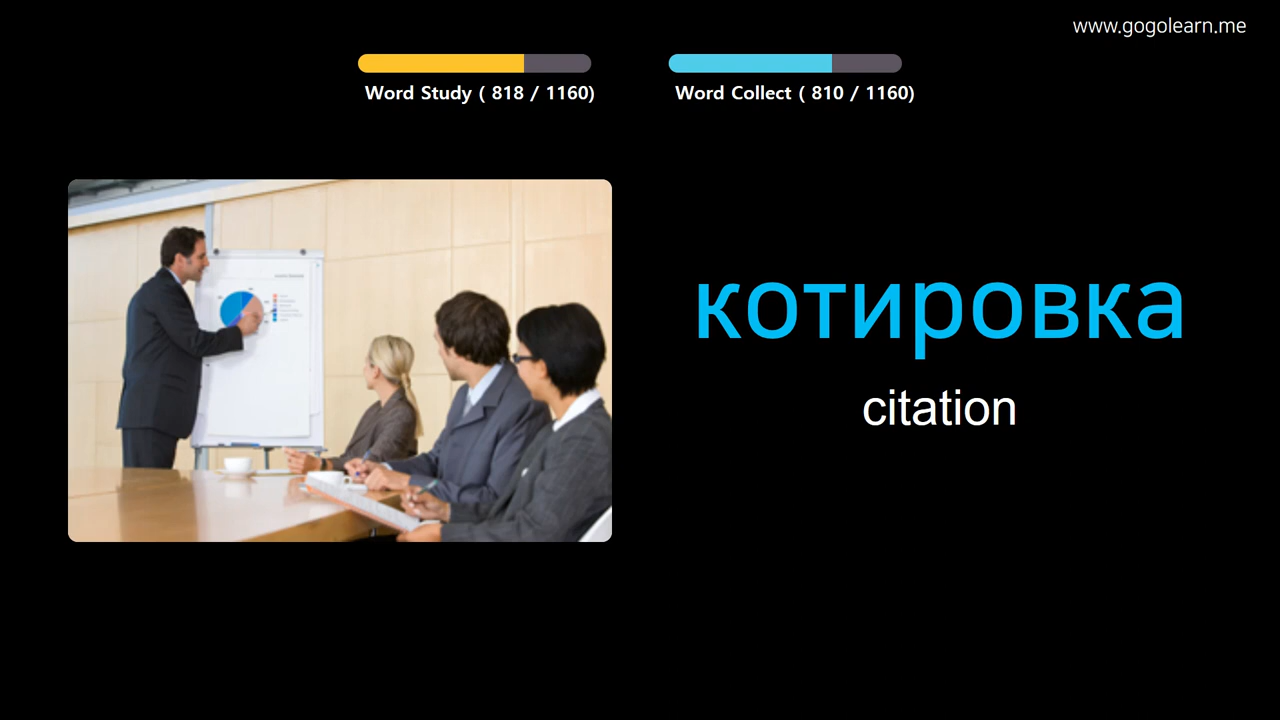 www.gogolearn.me
Word Study ( 818 / 1160)
Word Collect ( 810 / 1160)
котировка
citation